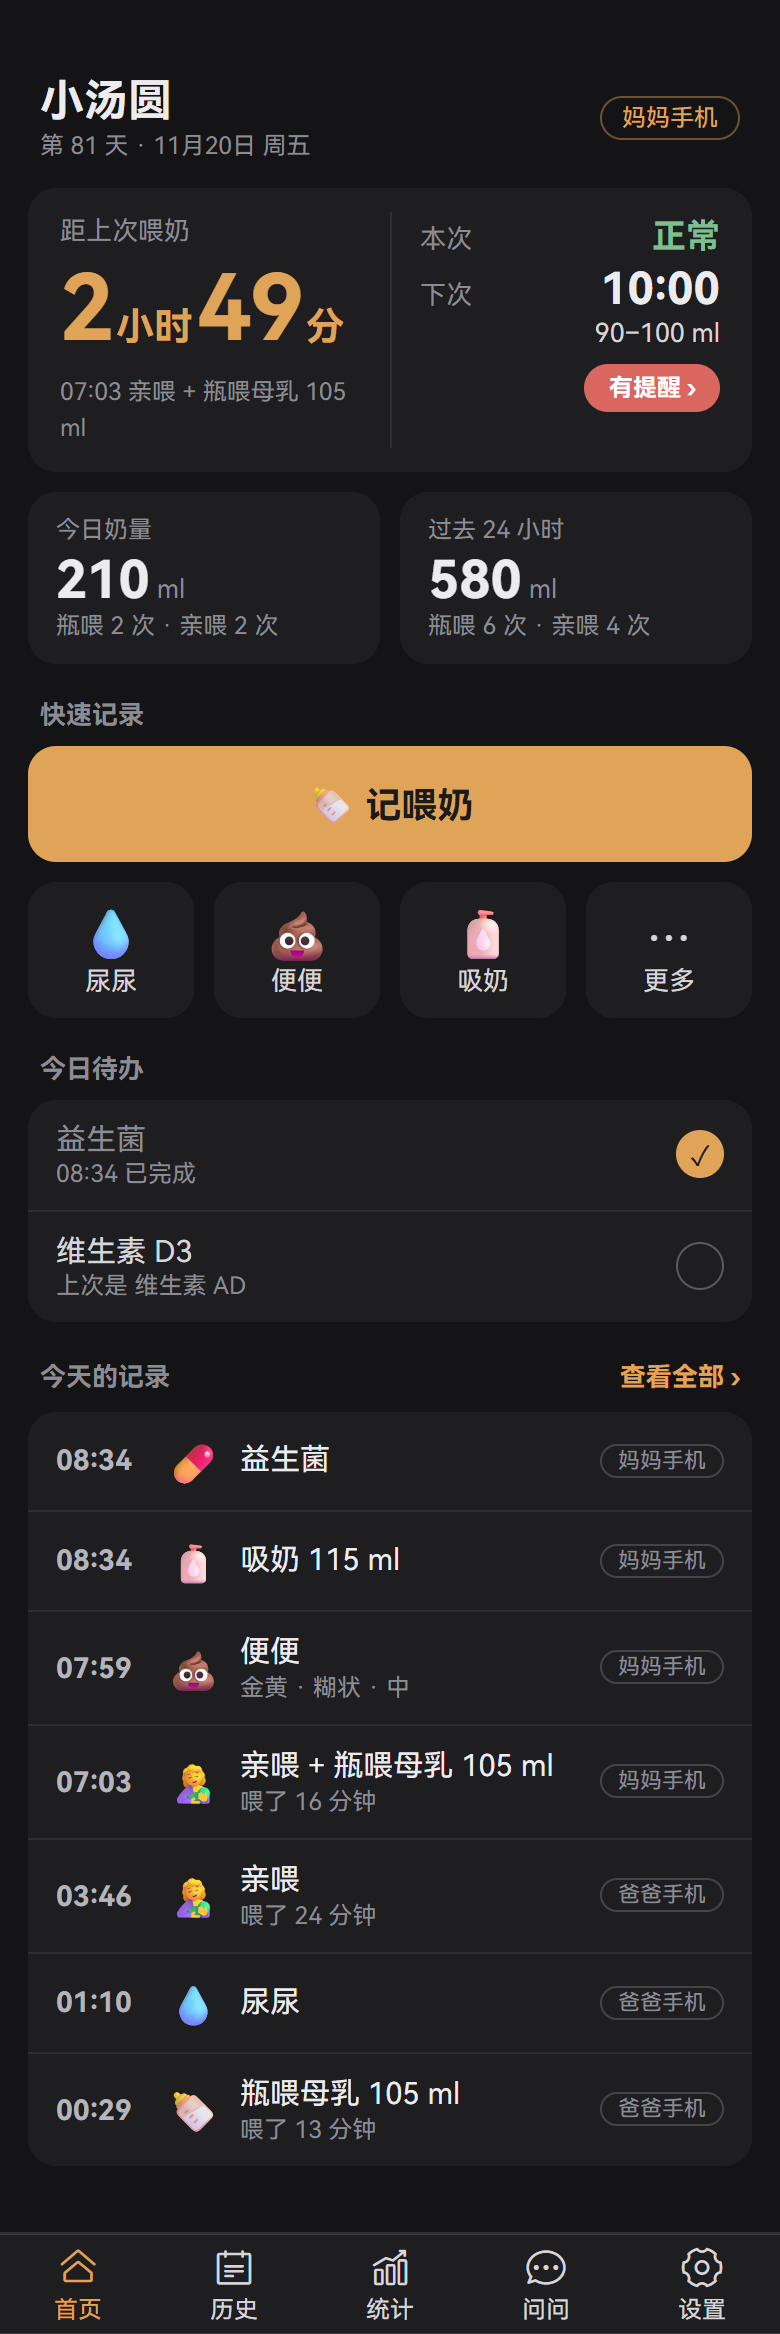 小汤圆
第 81 天 · 11月20日 周五
妈妈手机
距上次喂奶
2小时49分
07:03 亲喂 + 瓶喂母乳 105
ml
本次 正常
下次 10:00
90–100 ml
有提醒 ›
今日奶量
210 ml
瓶喂 2 次 · 亲喂 2 次
过去 24 小时
580 ml
瓶喂 6 次 · 亲喂 4 次
快速记录
记喂奶
尿尿
便便
吸奶
更多
今日待办
益生菌
08:34 已完成
维生素 D3
上次是 维生素 AD
今天的记录
查看全部 ›
08:34 益生菌 妈妈手机
08:34 吸奶 115 ml 妈妈手机
07:59 便便 妈妈手机
金黄 · 糊状 · 中
07:03 亲喂 + 瓶喂母乳 105 ml 妈妈手机
喂了 16 分钟
03:46 亲喂 爸爸手机
喂了 24 分钟
01:10 尿尿 爸爸手机
00:29 瓶喂母乳 105 ml 爸爸手机
喂了 13 分钟
首页
历史
统计
问问
设置